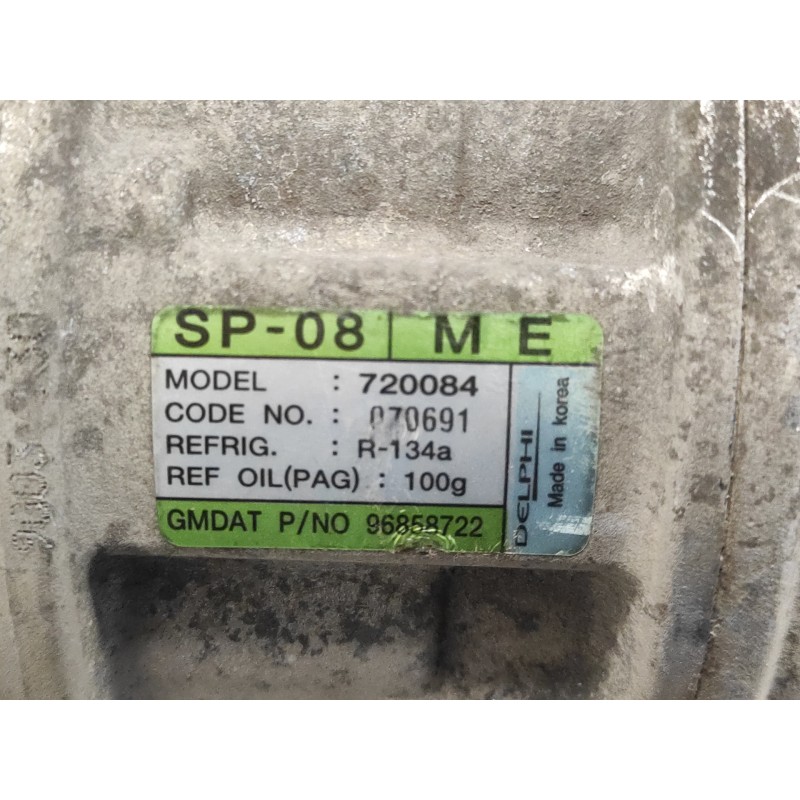 SP-08 M E
MODEL : 720084
CODE NO. : 070691
REFRIG. : R-134a
REF OIL(PAG) : 100g
GMDAT P/NO 96858722
DELPHI
Made in korea